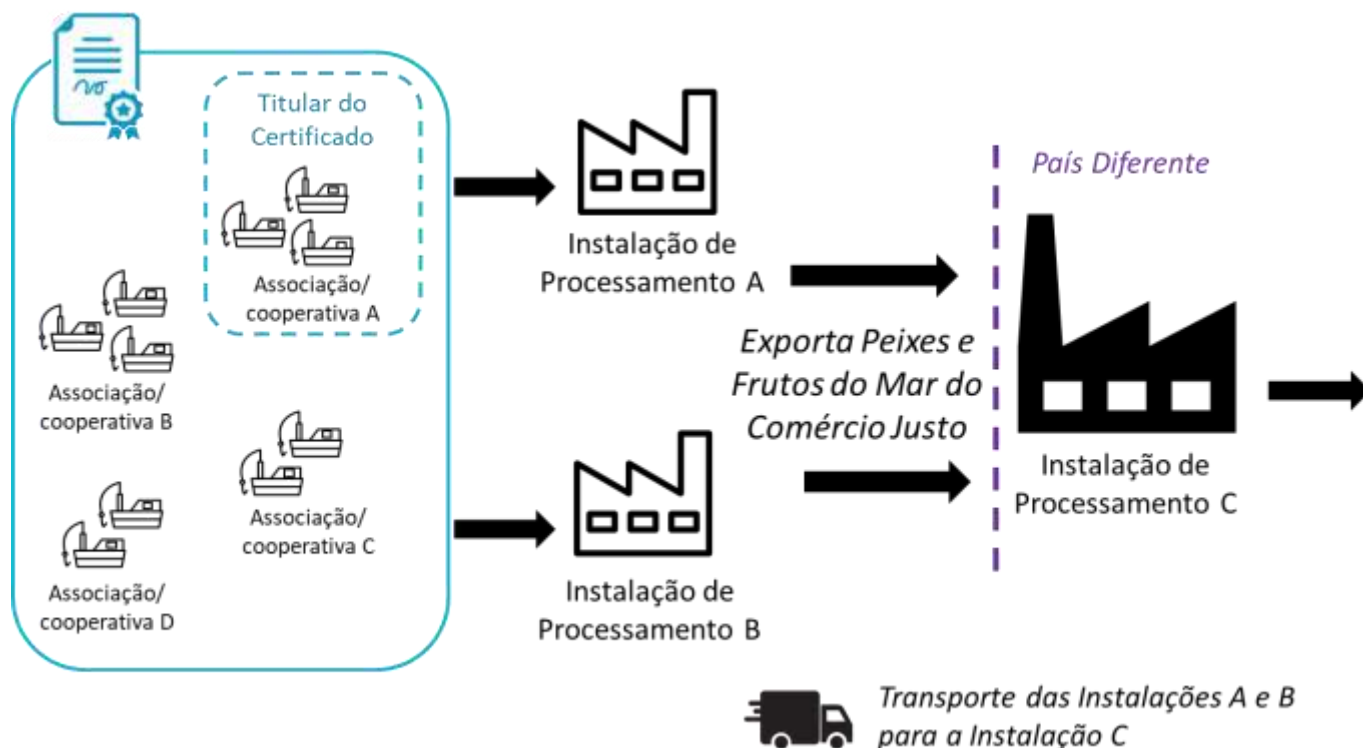 Titular do
Certificado
Associação/
cooperativa A
Associação/
cooperativa B
Associação/
cooperativa C
Associação/
cooperativa D
Instalação de
Processamento A
Instalação de
Processamento B
Exporta Peixes e
Frutos do Mar do
Comércio Justo
País Diferente
Instalação de
Processamento C
Transporte das Instalações A e B
para a Instalação C